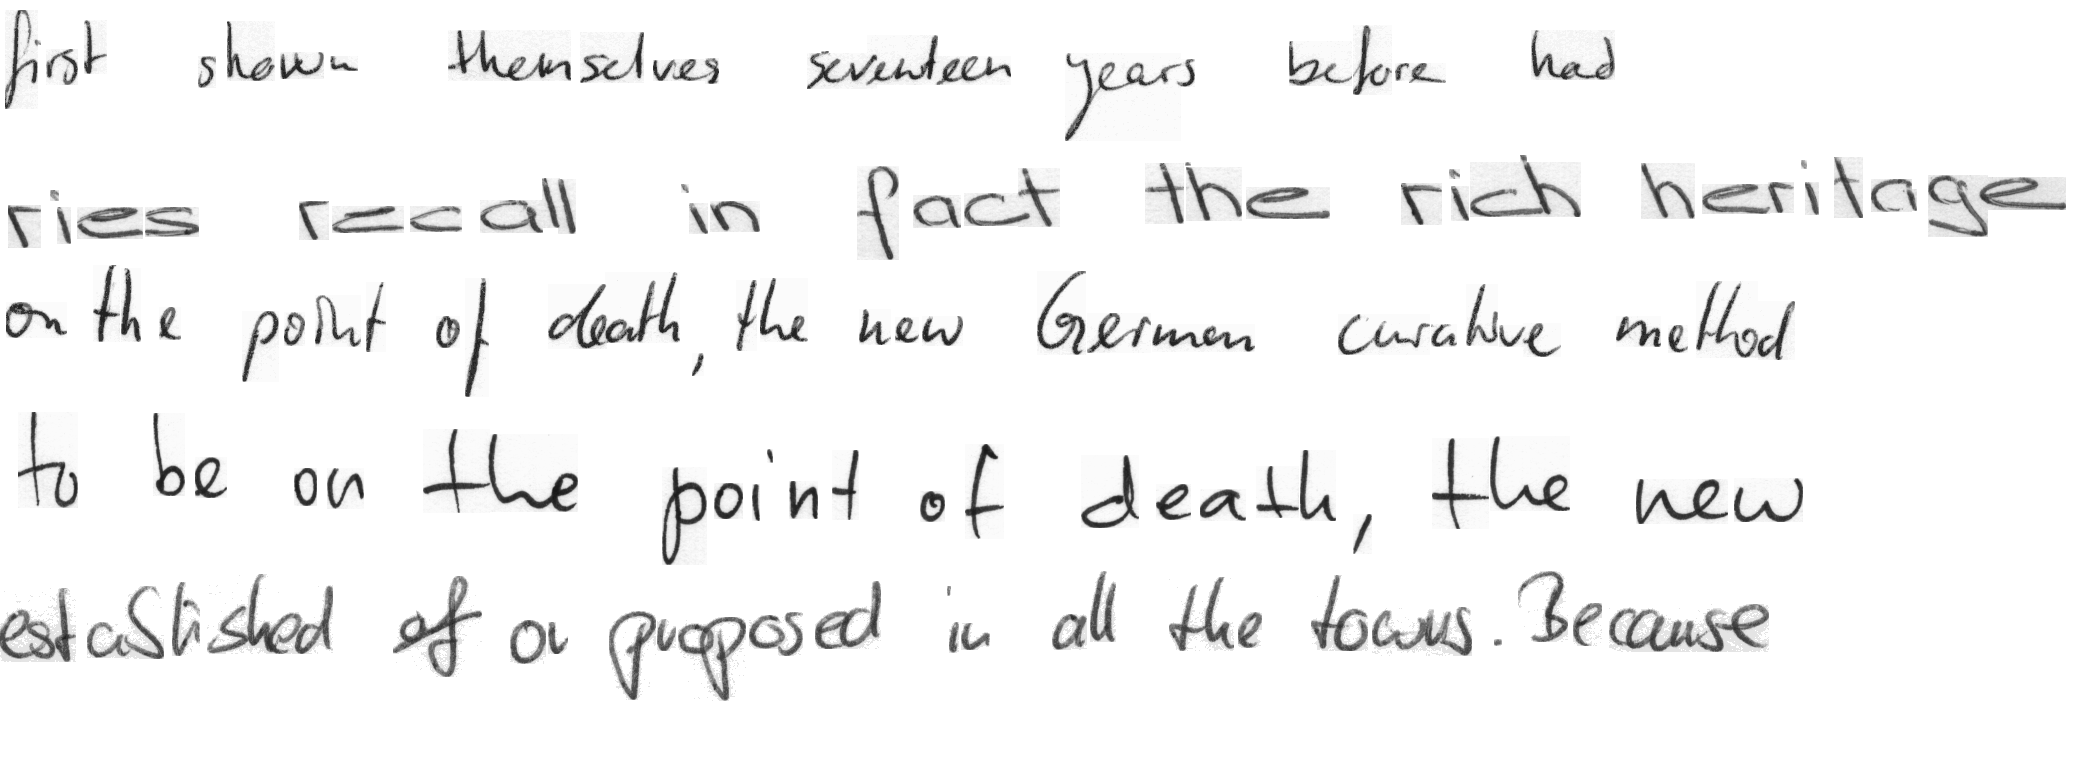 first shown themselves seventeen years before had
ries recall in fact the rich heritage
on the point of death, the new German curative method
to be on the point of death, the new
established of or proposed in all the towns. Because